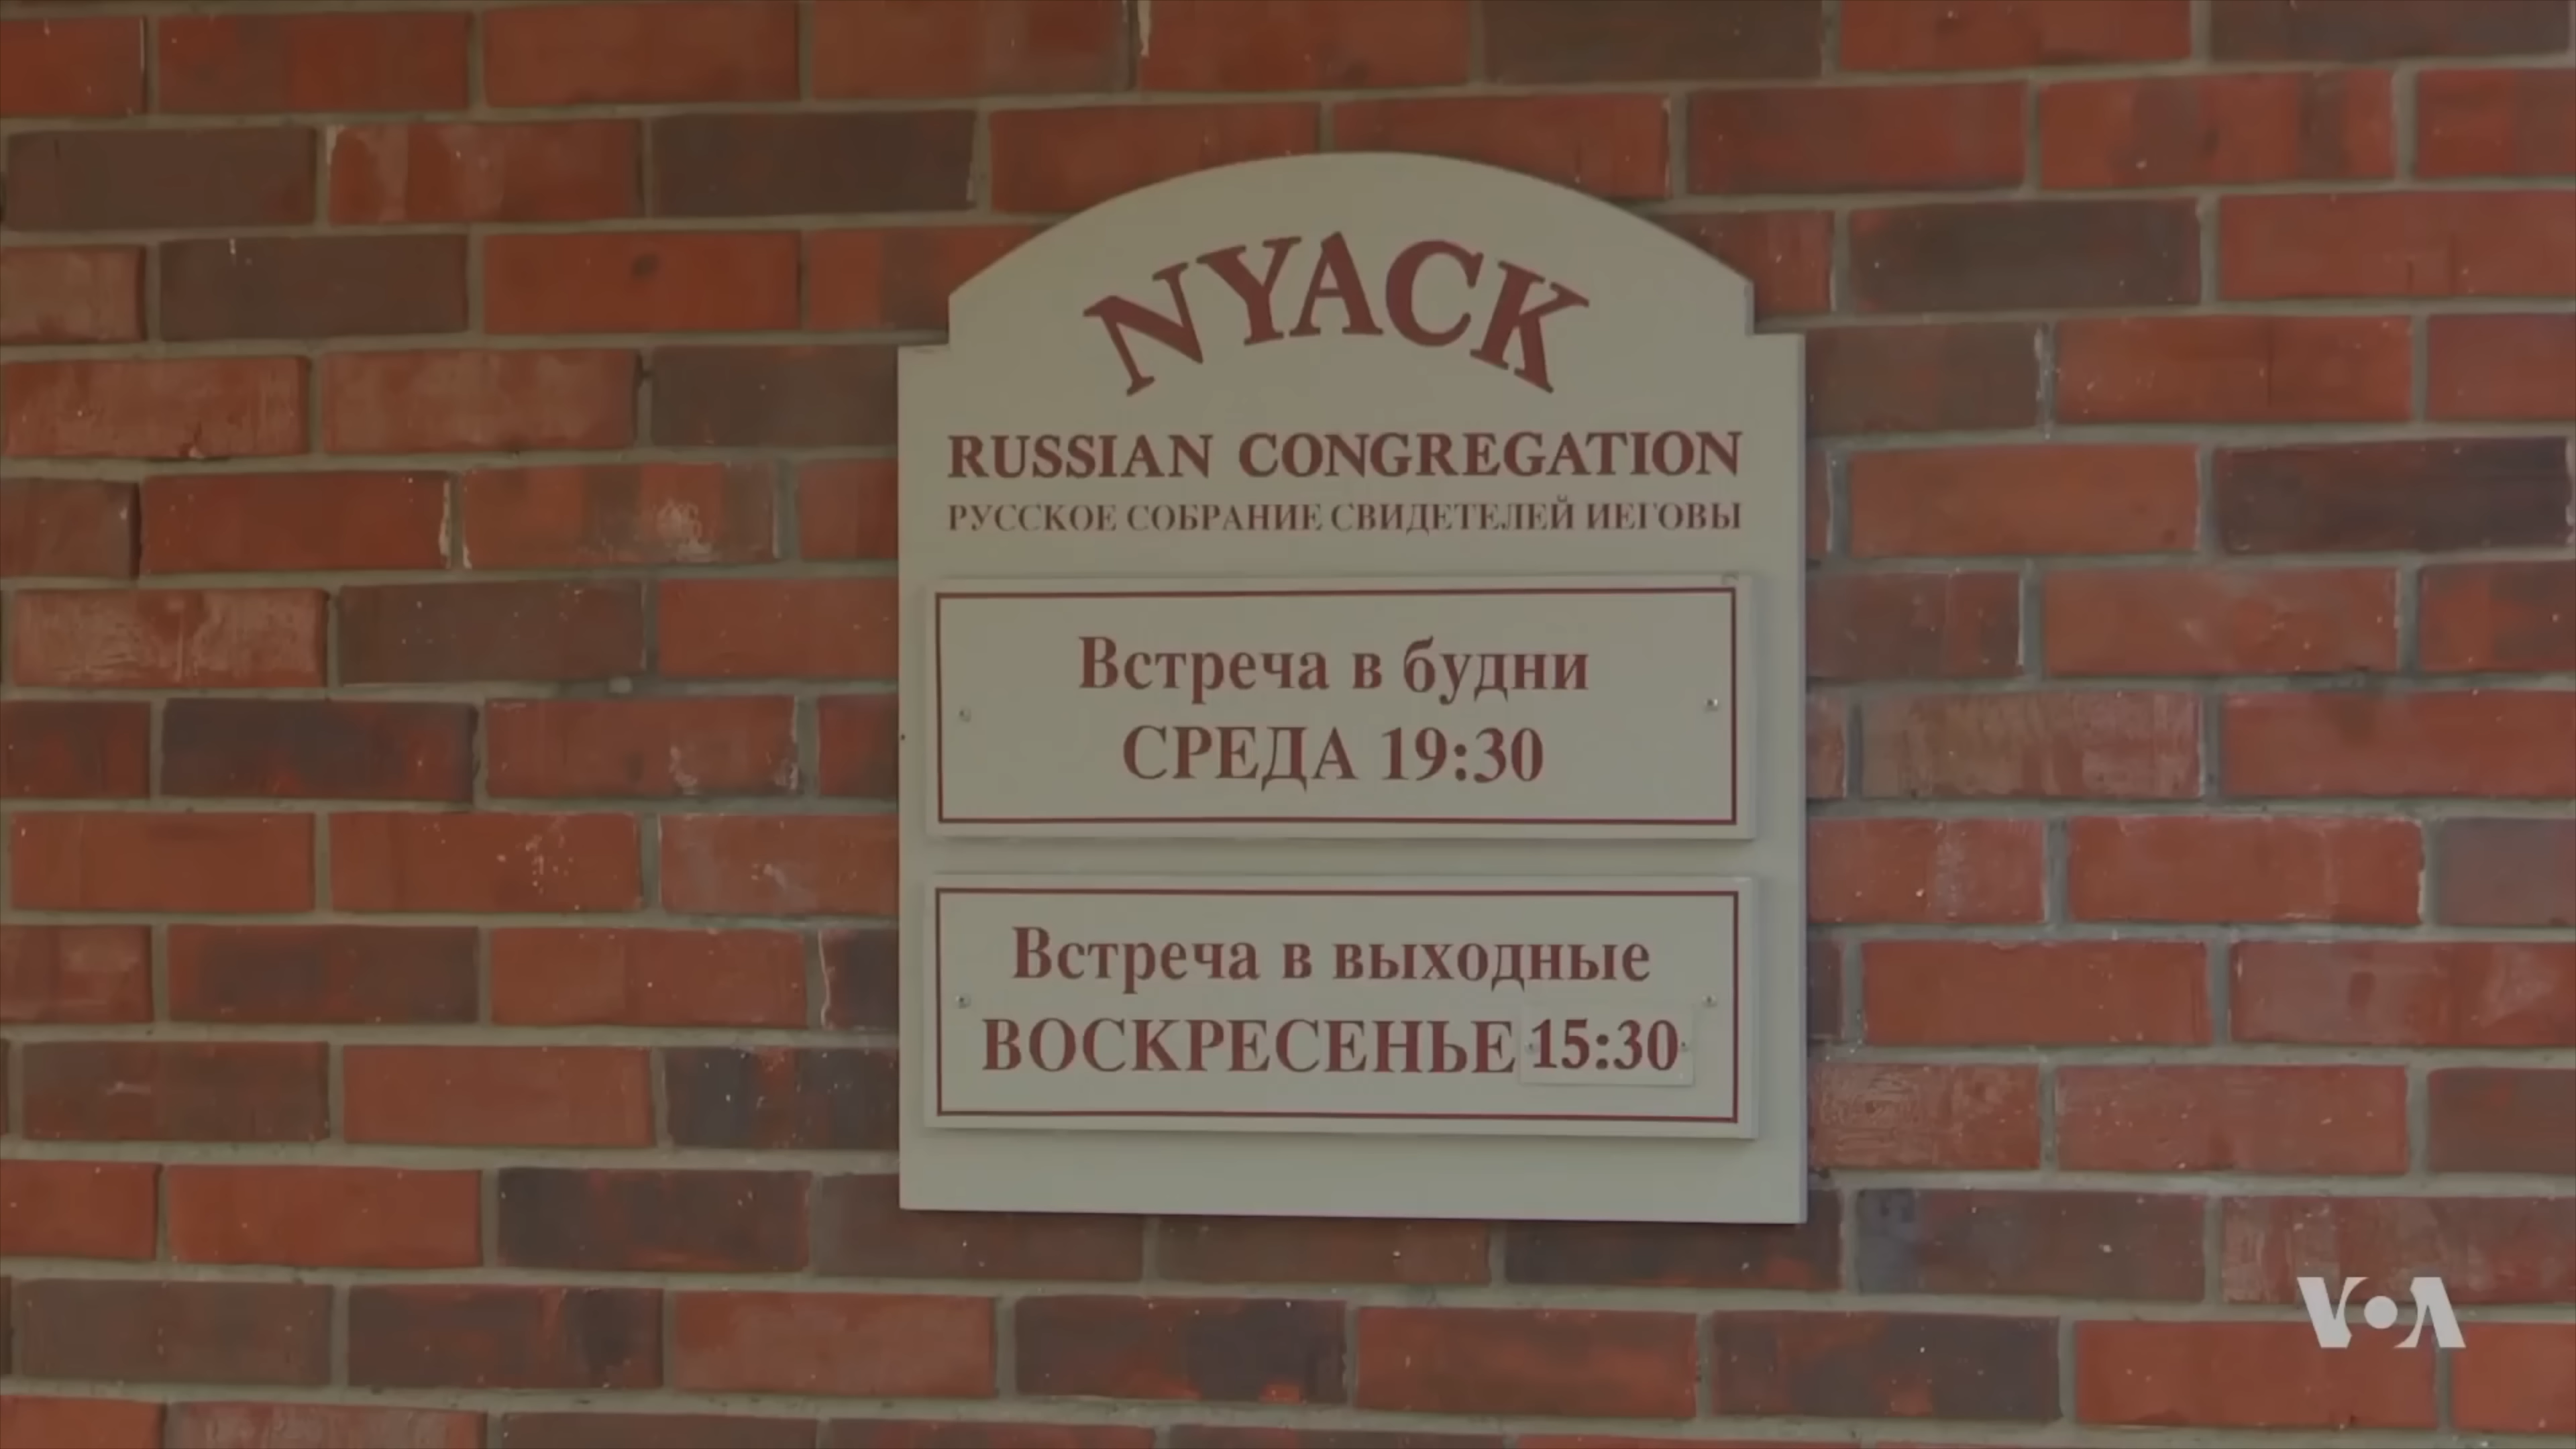 NYACK
RUSSIAN CONGREGATION
РУССКОЕ СОБРАНИЕ СВИДЕТЕЛЕЙ ИЕГОВЫ
Встреча в будни
СРЕДА 19:30
Встреча в выходные
ВОСКРЕСЕНЬЕ 15:30
VOA